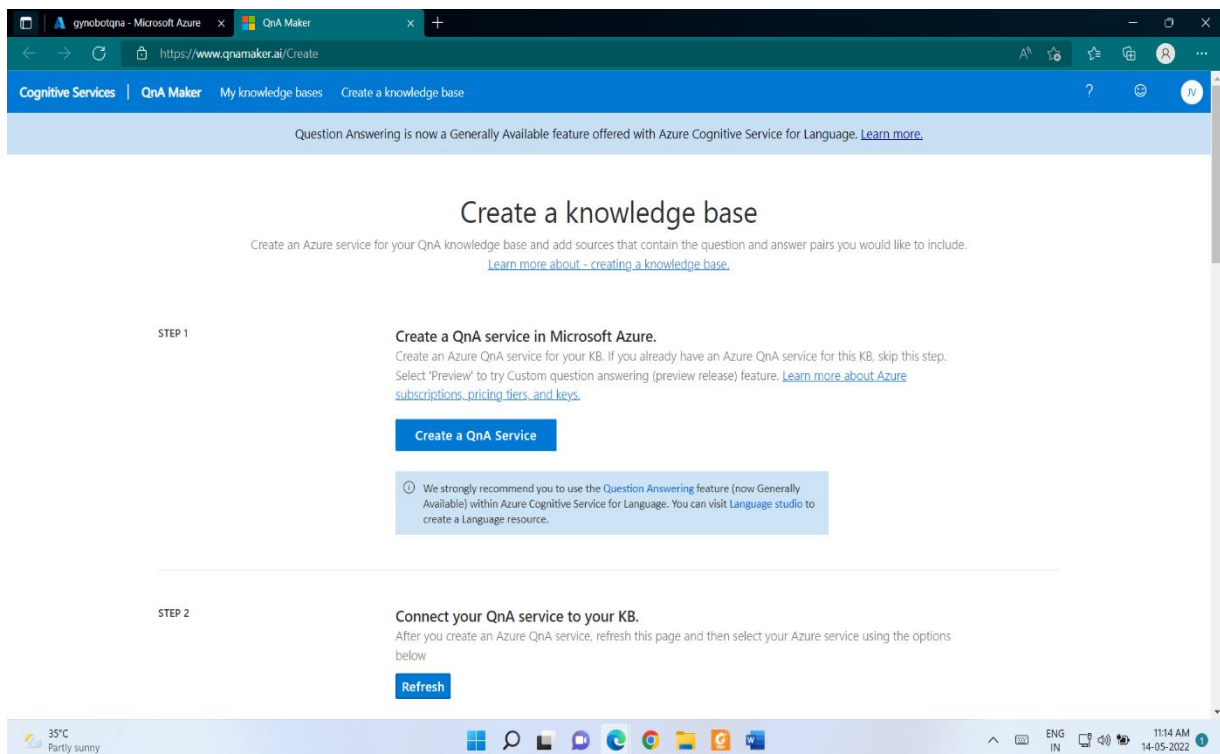 gynobotqna - Microsoft Azure
QnA Maker
https://www.qnamaker.ai/Create
Cognitive Services | QnA Maker My knowledge bases Create a knowledge base ? JV
Question Answering is now a Generally Available feature offered with Azure Cognitive Service for Language. Learn more.
Create a knowledge base
Create an Azure service for your QnA knowledge base and add sources that contain the question and answer pairs you would like to include.
Learn more about - creating a knowledge base.
STEP 1
Create a QnA service in Microsoft Azure.
Create an Azure QnA service for your KB. If you already have an Azure QnA service for this KB, skip this step.
Select 'Preview' to try Custom question answering (preview release) feature. Learn more about Azure
subscriptions, pricing tiers, and keys.
Create a QnA Service
We strongly recommend you to use the Question Answering feature (now Generally
Available) within Azure Cognitive Service for Language. You can visit Language studio to
create a Language resource.
STEP 2
Connect your QnA service to your KB.
After you create an Azure QnA service, refresh this page and then select your Azure service using the options
below
Refresh
35°C
Partly sunny
ENG
IN
11:14 AM
14-05-2022
1